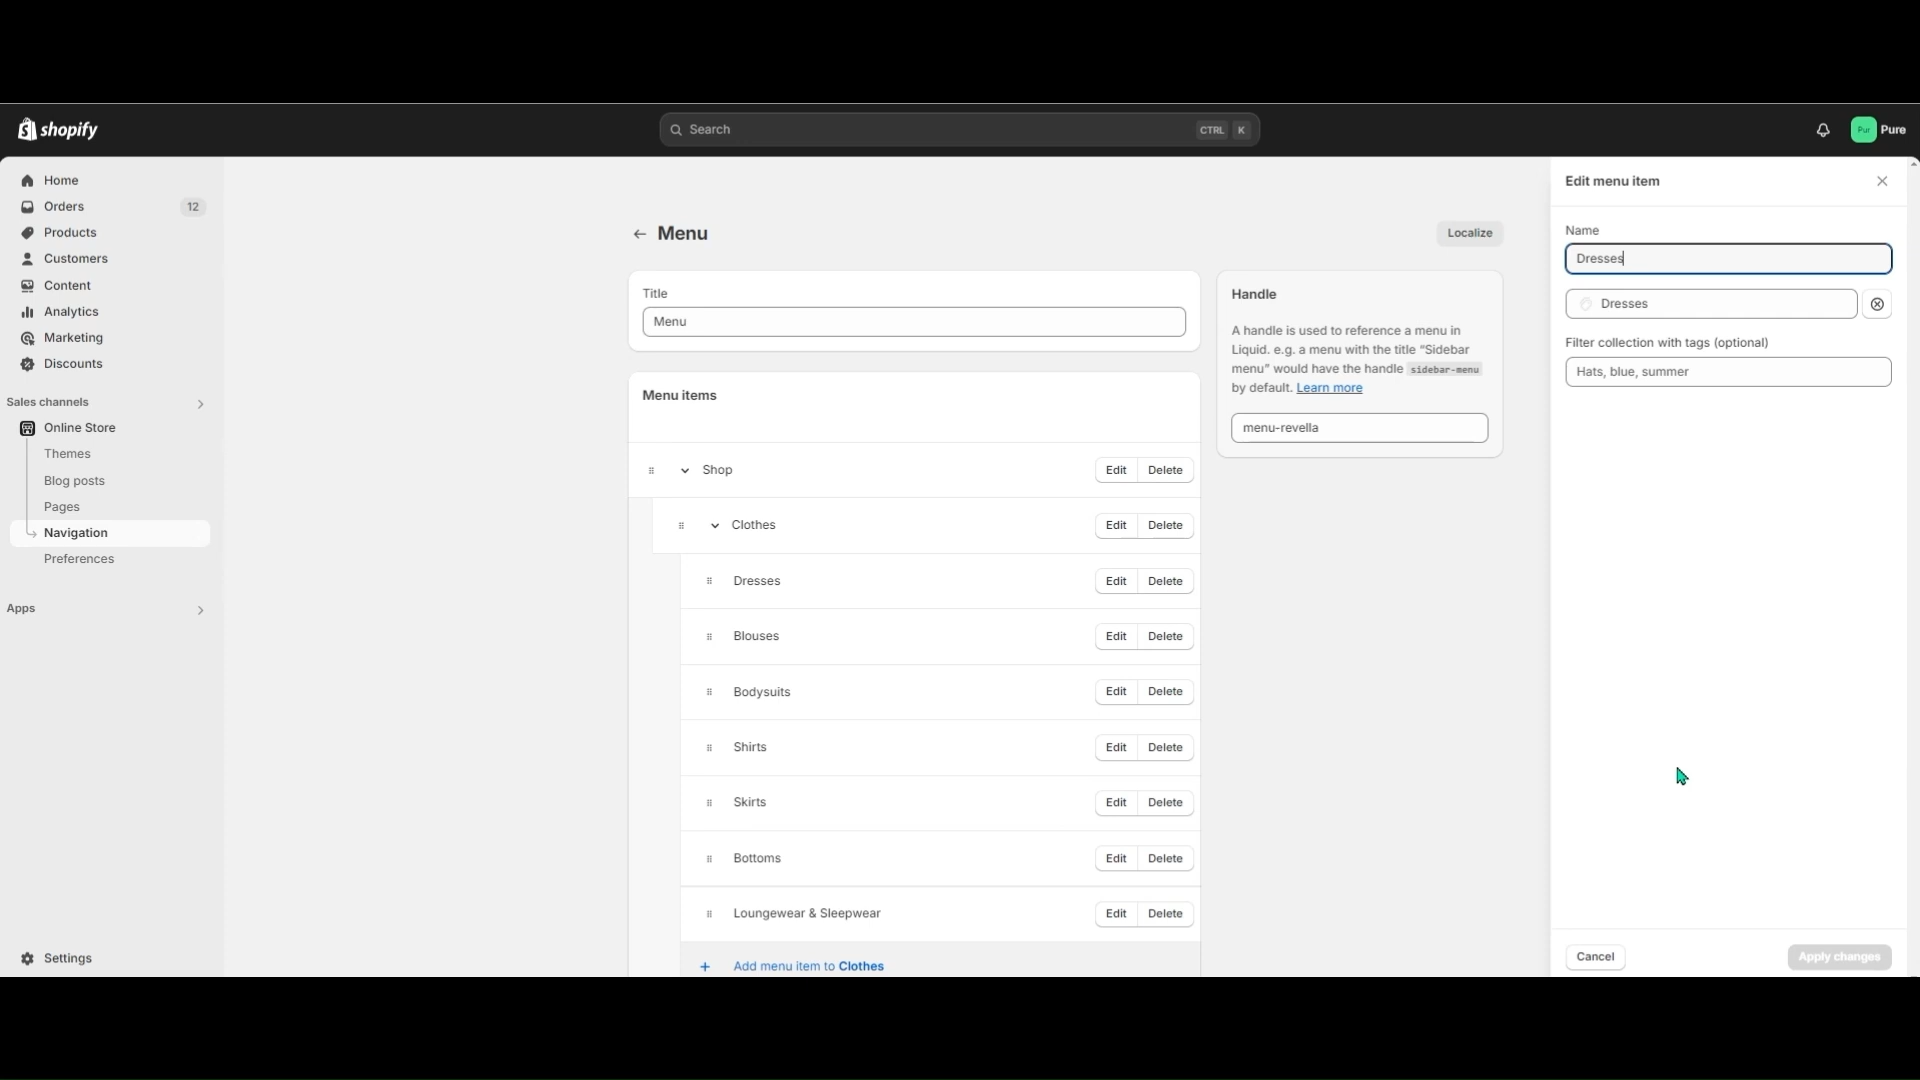 shopify
Search
CTRL K
Pur
Pure
Home
Orders 12
Products
Customers
Content
Analytics
Marketing
Discounts
Sales channels
Online Store
Themes
Blog posts
Pages
Navigation
Preferences
Apps
Settings
Menu
Localize
Title
Menu
Menu items
Shop Edit Delete
Clothes Edit Delete
Dresses Edit Delete
Blouses Edit Delete
Bodysuits Edit Delete
Shirts Edit Delete
Skirts Edit Delete
Bottoms Edit Delete
Loungewear & Sleepwear Edit Delete
Add menu item to Clothes
Handle
A handle is used to reference a menu in
Liquid. e.g. a menu with the title “Sidebar
menu” would have the handle sidebar-menu
by default. Learn more
menu-revella
Edit menu item
Name
Dresses
Dresses
Filter collection with tags (optional)
Hats, blue, summer
Cancel
Apply changes